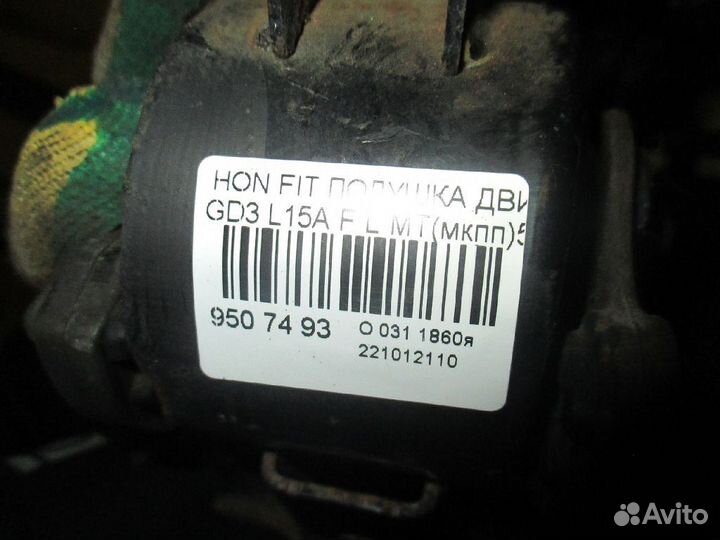 HON FIT ПОДУШКА ДВИ
GD3 L15A F L MT(мкпп)5
950 74 93
О 031 1860я
221012110
Avito